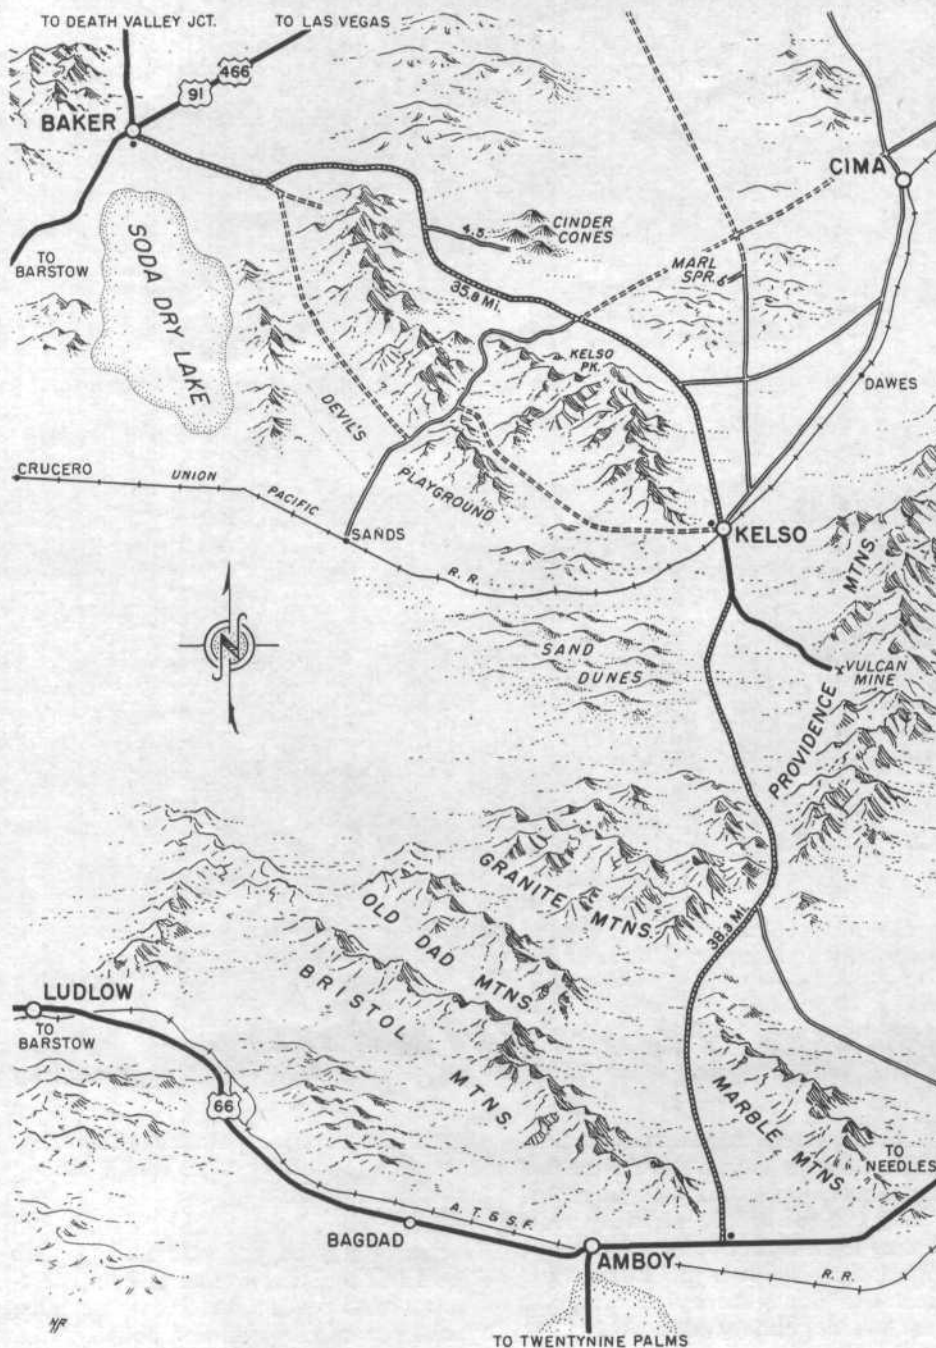 TO DEATH VALLEY JCT.
TO LAS VEGAS
466
91
BAKER
CIMA
TO
BARSTOW
SODA DRY LAKE
4.5
CINDER
CONES
MARL
SPR.
35.8 Mi.
KELSO
PK.
DAWES
DEVIL'S
PLAYGROUND
CRUCERO
UNION
PACIFIC
R. R.
SANDS
KELSO
N
SAND
DUNES
VULCAN
MINE
PROVIDENCE
MTNS.
GRANITE MTNS.
OLD DAD MTNS
BRISTOL
MTNS
38.3 Mi.
LUDLOW
TO
BARSTOW
66
MARBLE MTNS.
TO
NEEDLES
A. T. & S. F.
R. R.
BAGDAD
AMBOY
TO TWENTYNINE PALMS